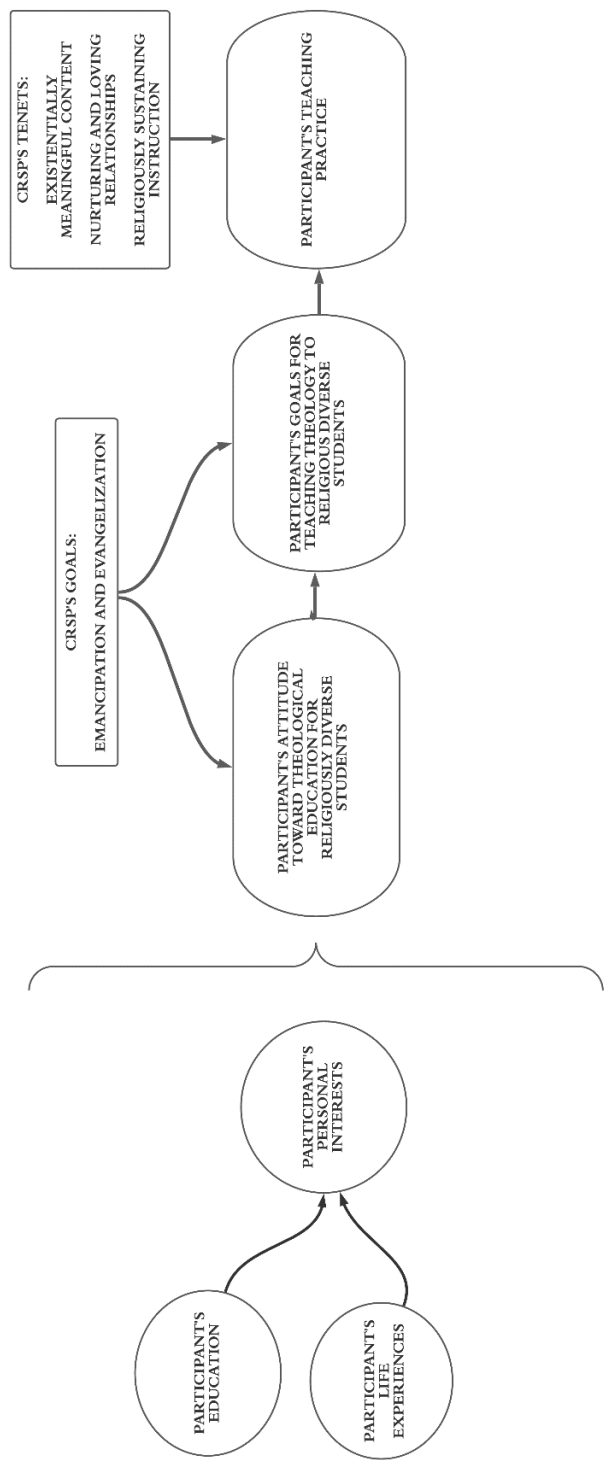 PARTICIPANT'S
EDUCATION
PARTICIPANT'S
LIFE
EXPERIENCES
PARTICIPANT'S
PERSONAL
INTERESTS
CRSP'S GOALS:
EMANCIPATION AND EVANGELIZATION
PARTICIPANT'S ATTITUDE
TOWARD THEOLOGICAL
EDUCATION FOR
RELIGIOUSLY DIVERSE
STUDENTS
PARTICIPANT'S GOALS FOR
TEACHING THEOLOGY TO
RELIGIOUS DIVERSE
STUDENTS
CRSP'S TENETS:
EXISTENTIALLY
MEANINGFUL CONTENT
NURTURING AND LOVING
RELATIONSHIPS
RELIGIOUSLY SUSTAINING
INSTRUCTION
PARTICIPANT'S TEACHING
PRACTICE